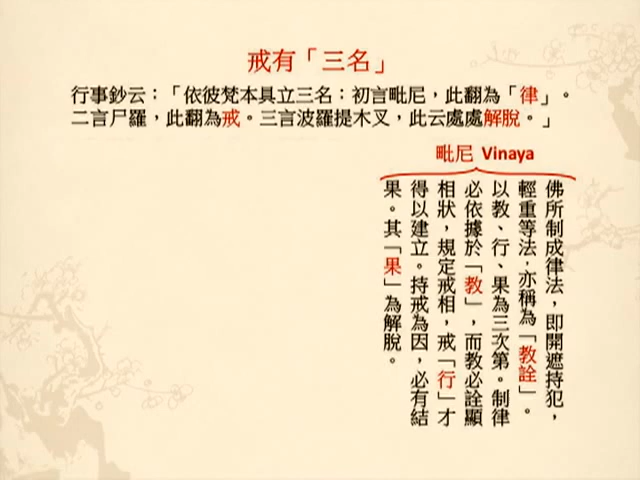 戒有「三名」
行事鈔云：「依彼梵本具立三名：初言毗尼，此翻為「律」。
二言尸羅，此翻為戒。三言波羅提木叉，此云處處解脫。」
毗尼 Vinaya
佛所制成律法，即開遮持犯，
輕重等法，亦稱為「教詮」。
以教、行、果為三次第。制律
必依據於「教」，而教必詮顯
相狀，規定戒相，戒「行」才
得以建立。持戒為因，必有結
果。其「果」為解脫。